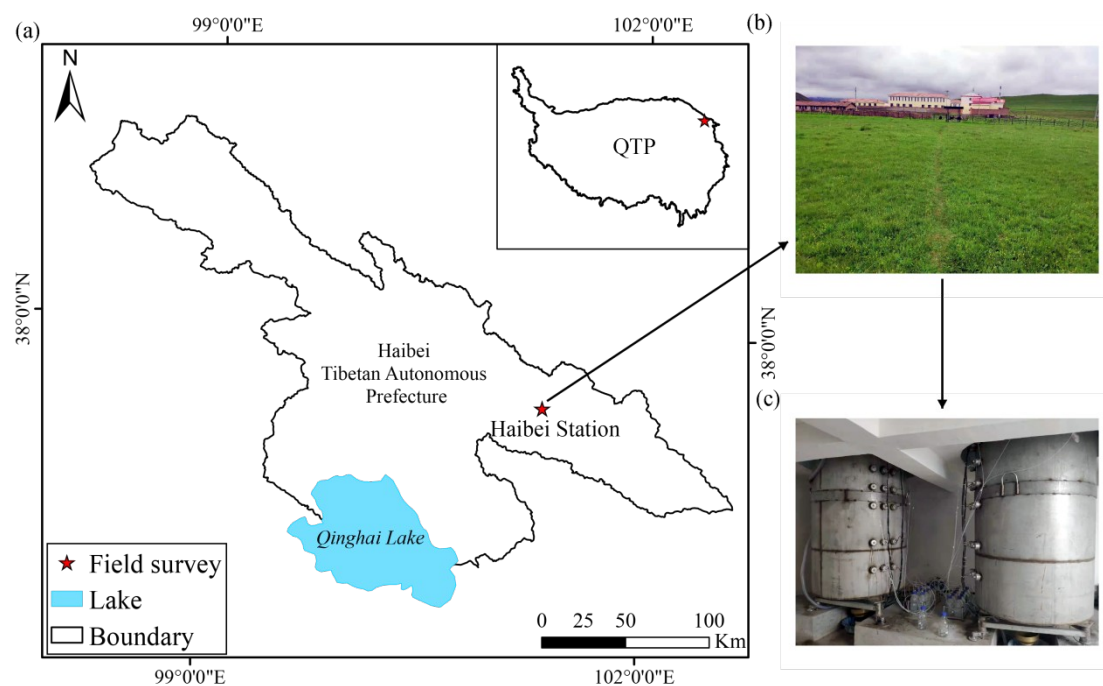 (a)
99°0'0"E
102°0'0"E
(b)
N
QTP
38°0'0"N
38°0'0"N
Haibei
Tibetan Autonomous
Prefecture
(c)
Haibei Station
Qinghai Lake
Field survey
Lake
Boundary
0 25 50 100
Km
99°0'0"E
102°0'0"E